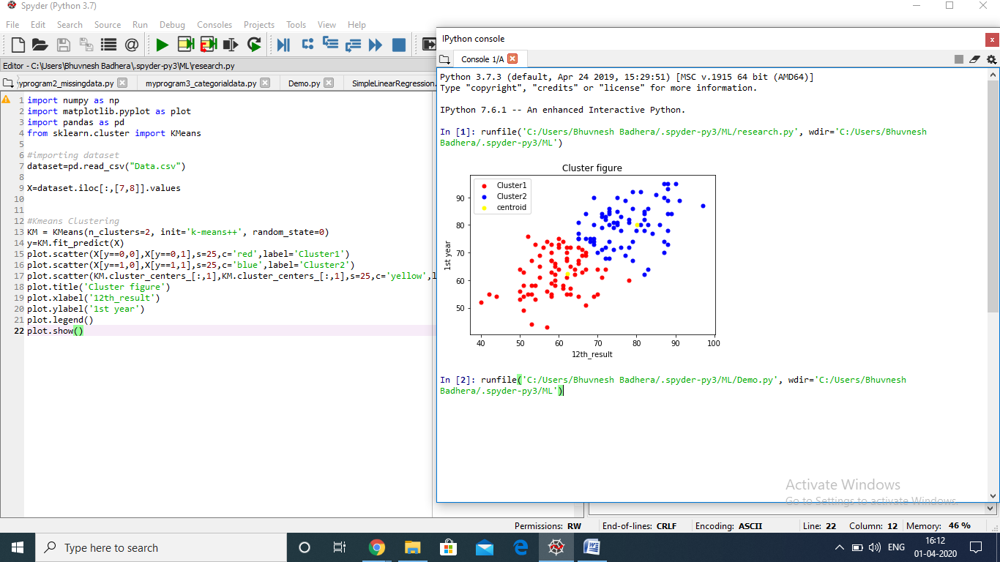 Spyder (Python 3.7)
File Edit Search Source Run Debug Consoles Projects Tools View Help
Editor - C:\Users\Bhuvnesh Badhera\.spyder-py3\ML\research.py
yprogram2_missingdata.py myprogram3_categorialdata.py Demo.py SimpleLinearRegression.
1 import numpy as np
2 import matplotlib.pyplot as plot
3 import pandas as pd
4 from sklearn.cluster import KMeans
5
6 #importing dataset
7 dataset=pd.read_csv("Data.csv")
8
9 X=dataset.iloc[:,[7,8]].values
10
11
12 #Kmeans Clustering
13 KM = KMeans(n_clusters=2, init='k-means++', random_state=0)
14 y=KM.fit_predict(X)
15 plot.scatter(X[y==0,0],X[y==0,1],s=25,c='red',label='Cluster1')
16 plot.scatter(X[y==1,0],X[y==1,1],s=25,c='blue',label='Cluster2')
17 plot.scatter(KM.cluster_centers_[:,1],KM.cluster_centers_[:,1],s=25,c='yellow',l
18 plot.title('Cluster figure')
19 plot.xlabel('12th_result')
20 plot.ylabel('1st year')
21 plot.legend()
22 plot.show()
IPython console
x
Console 1/A
Python 3.7.3 (default, Apr 24 2019, 15:29:51) [MSC v.1915 64 bit (AMD64)]
Type "copyright", "credits" or "license" for more information.
IPython 7.6.1 -- An enhanced Interactive Python.
In [1]: runfile('C:/Users/Bhuvnesh Badhera/.spyder-py3/ML/research.py', wdir='C:/Users/Bhuvnesh
Badhera/.spyder-py3/ML')
Cluster figure
Cluster1
Cluster2
centroid
90
80
70
60
50
1st year
40 50 60 70 80 90 100
12th_result
In [2]: runfile('C:/Users/Bhuvnesh Badhera/.spyder-py3/ML/Demo.py', wdir='C:/Users/Bhuvnesh
Badhera/.spyder-py3/ML')
Activate Windows
Go to Settings to activate Windows.
Permissions: RW End-of-lines: CRLF Encoding: ASCII Line: 22 Column: 12 Memory: 46 %
Type here to search
ENG
16:12
01-04-2020